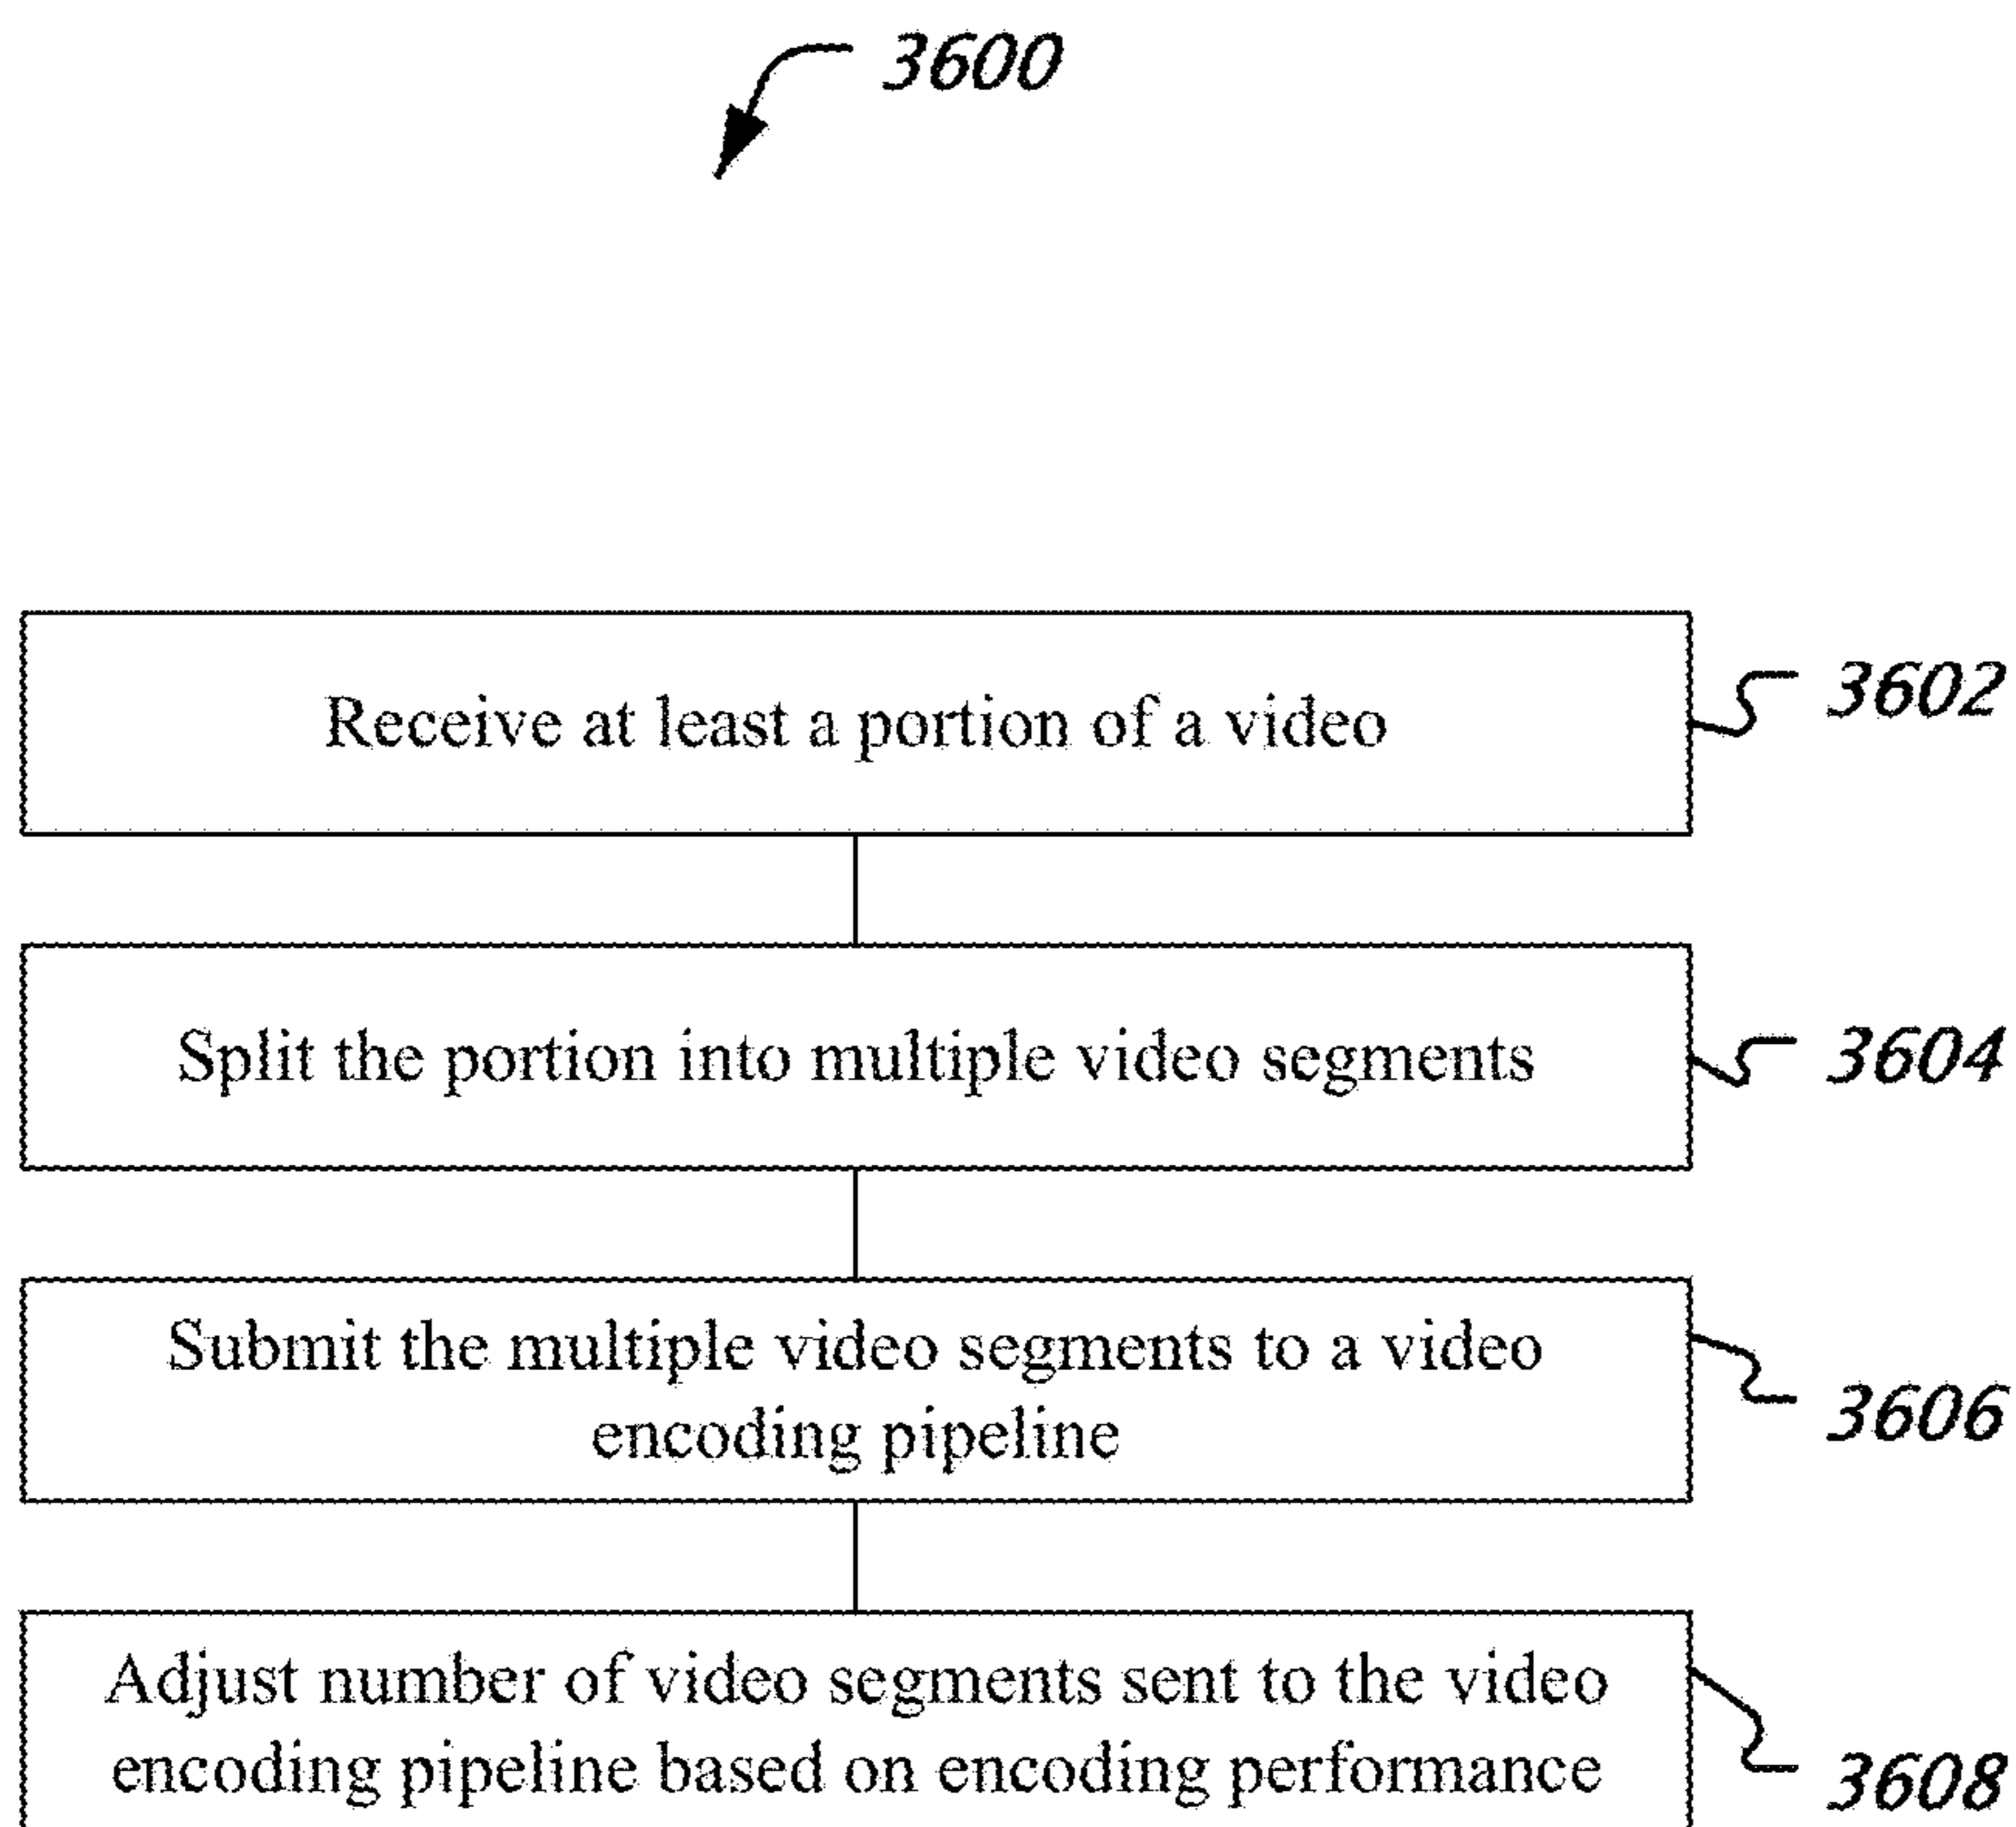 3600
Receive at least a portion of a video
3602
Split the portion into multiple video segments
3604
Submit the multiple video segments to a video
encoding pipeline
3606
Adjust number of video segments sent to the video
encoding pipeline based on encoding performance
3608